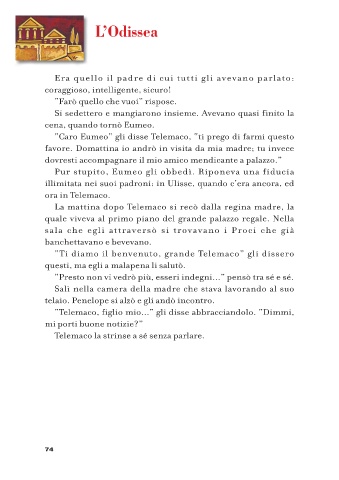 L'Odissea
Era quello il padre di cui tutti gli avevano parlato:
coraggioso, intelligente, sicuro!
"Farò quello che vuoi" rispose.
Si sedettero e mangiarono insieme. Avevano quasi finito la
cena, quando tornò Eumeo.
"Caro Eumeo" gli disse Telemaco, "ti prego di farmi questo
favore. Domattina io andrò in visita da mia madre; tu invece
dovresti accompagnare il mio amico mendicante a palazzo."
Pur stupito, Eumeo gli obbedì. Riponeva una fiducia
illimitata nei suoi padroni: in Ulisse, quando c'era ancora, ed
ora in Telemaco.
La mattina dopo Telemaco si recò dalla regina madre, la
quale viveva al primo piano del grande palazzo regale. Nella
sala che egli attraversò si trovavano i Proci che già
banchettavano e bevevano.
"Ti diamo il benvenuto, grande Telemaco" gli dissero
questi, ma egli a malapena li salutò.
"Presto non vi vedrò più, esseri indegni..." pensò tra sé e sé.
Salì nella camera della madre che stava lavorando al suo
telaio. Penelope si alzò e gli andò incontro.
"Telemaco, figlio mio..." gli disse abbracciandolo. "Dimmi,
mi porti buone notizie?"
Telemaco la strinse a sé senza parlare.
74